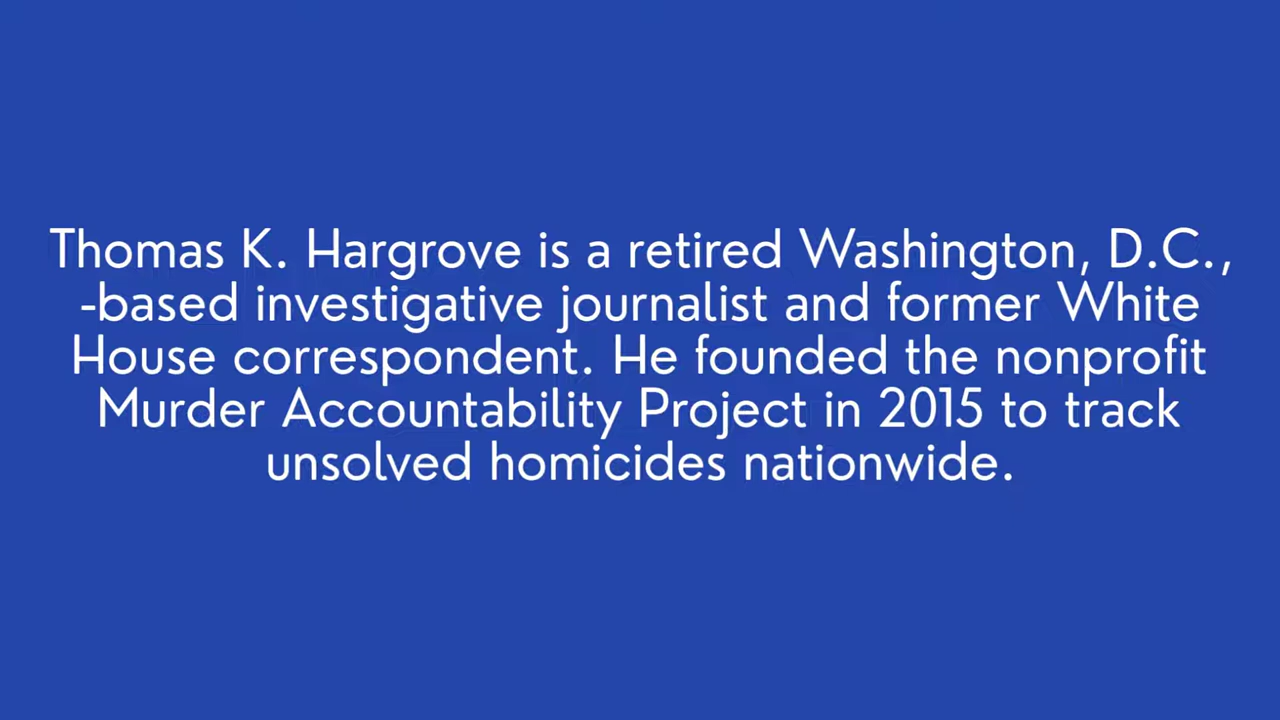 Thomas K. Hargrove is a retired Washington, D.C.,
-based investigative journalist and former White
House correspondent. He founded the nonprofit
Murder Accountability Project in 2015 to track
unsolved homicides nationwide.